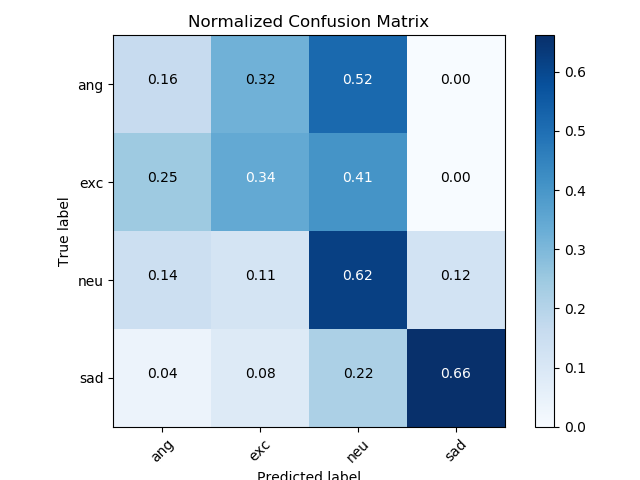 Normalized Confusion Matrix
True label
ang 0.16 0.32 0.52 0.00
exc 0.25 0.34 0.41 0.00
neu 0.14 0.11 0.62 0.12
sad 0.04 0.08 0.22 0.66
ang exc neu sad
Predicted label
0.6
0.5
0.4
0.3
0.2
0.1
0.0